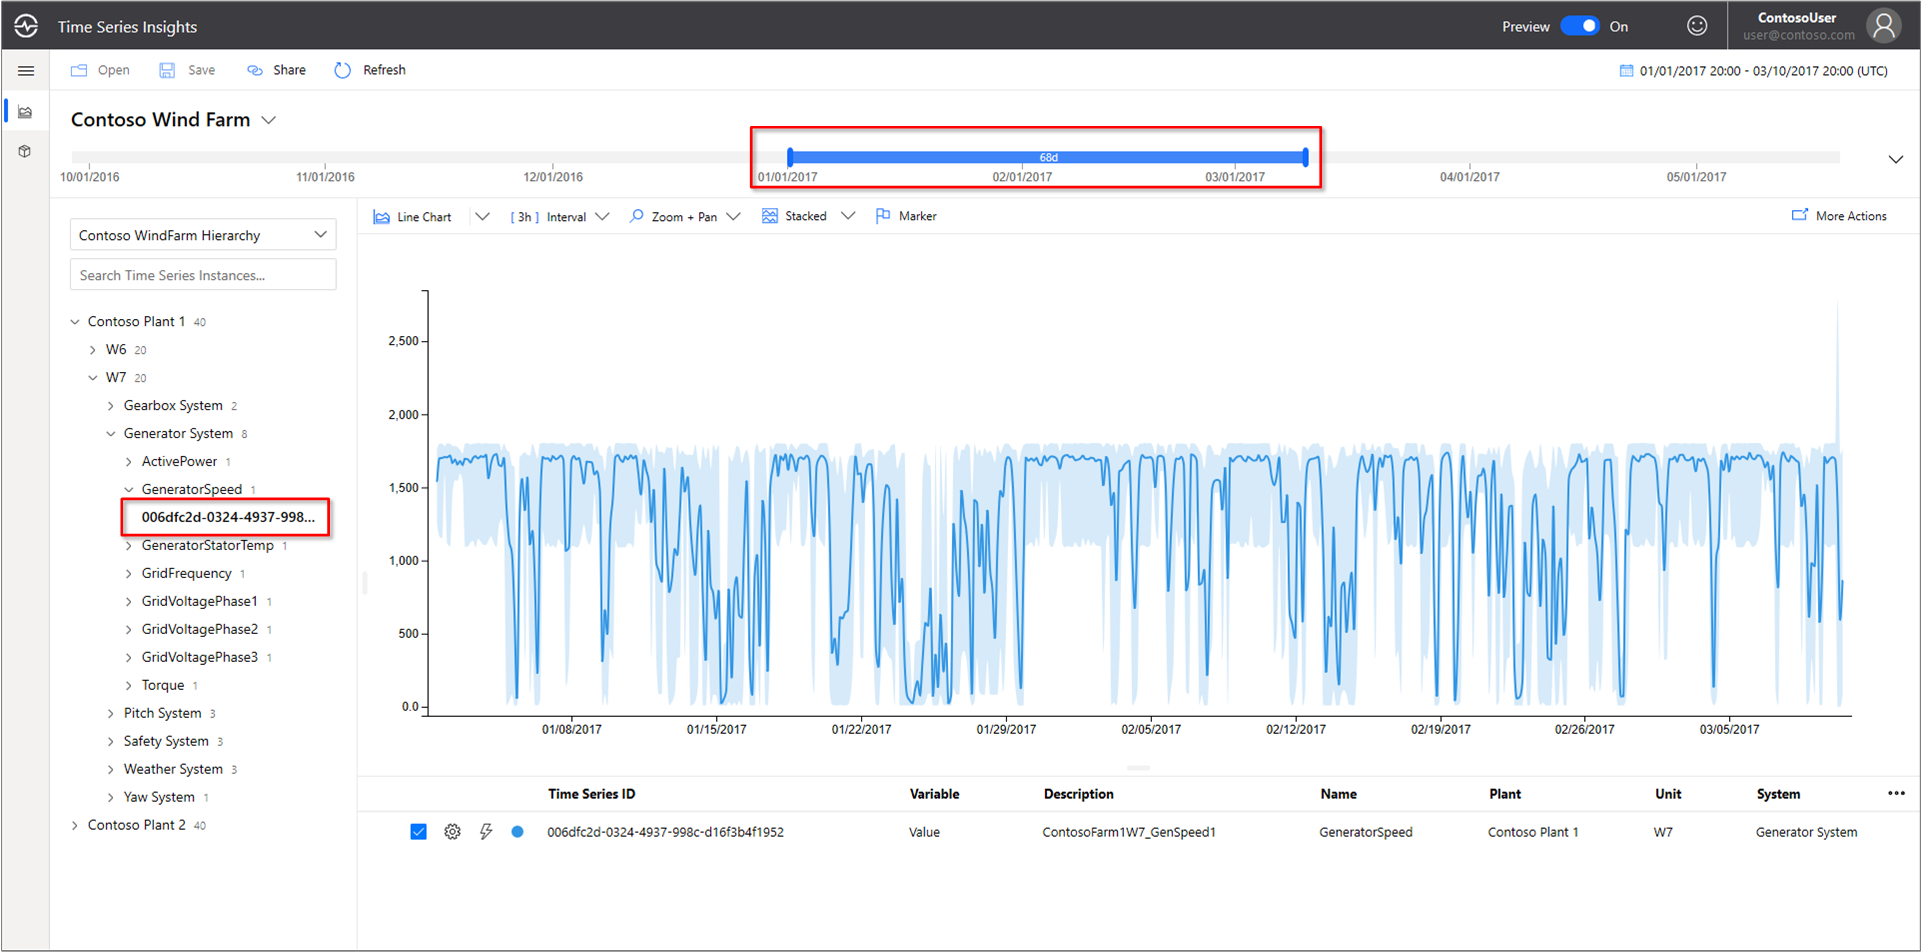 Time Series Insights
Preview On
ContosoUser
user@contoso.com
Open Save Share Refresh
01/01/2017 20:00 - 03/10/2017 20:00 (UTC)
Contoso Wind Farm
68d
10/01/2016 11/01/2016 12/01/2016 01/01/2017 02/01/2017 03/01/2017 04/01/2017 05/01/2017
Contoso WindFarm Hierarchy
Search Time Series Instances...
Contoso Plant 1 40
W6 20
W7 20
Gearbox System 2
Generator System 8
ActivePower 1
GeneratorSpeed 1
006dfc2d-0324-4937-998...
GeneratorStatorTemp 1
GridFrequency 1
GridVoltagePhase1 1
GridVoltagePhase2 1
GridVoltagePhase3 1
Torque 1
Pitch System 3
Safety System 3
Weather System 3
Yaw System 1
Contoso Plant 2 40
Line Chart [ 3h ] Interval Zoom + Pan Stacked Marker More Actions
2,500
2,000
1,500
1,000
500
0.0
01/08/2017 01/15/2017 01/22/2017 01/29/2017 02/05/2017 02/12/2017 02/19/2017 02/26/2017 03/05/2017
Time Series ID Variable Description Name Plant Unit System
006dfc2d-0324-4937-998c-d16f3b4f1952 Value ContosoFarm1W7_GenSpeed1 GeneratorSpeed Contoso Plant 1 W7 Generator System